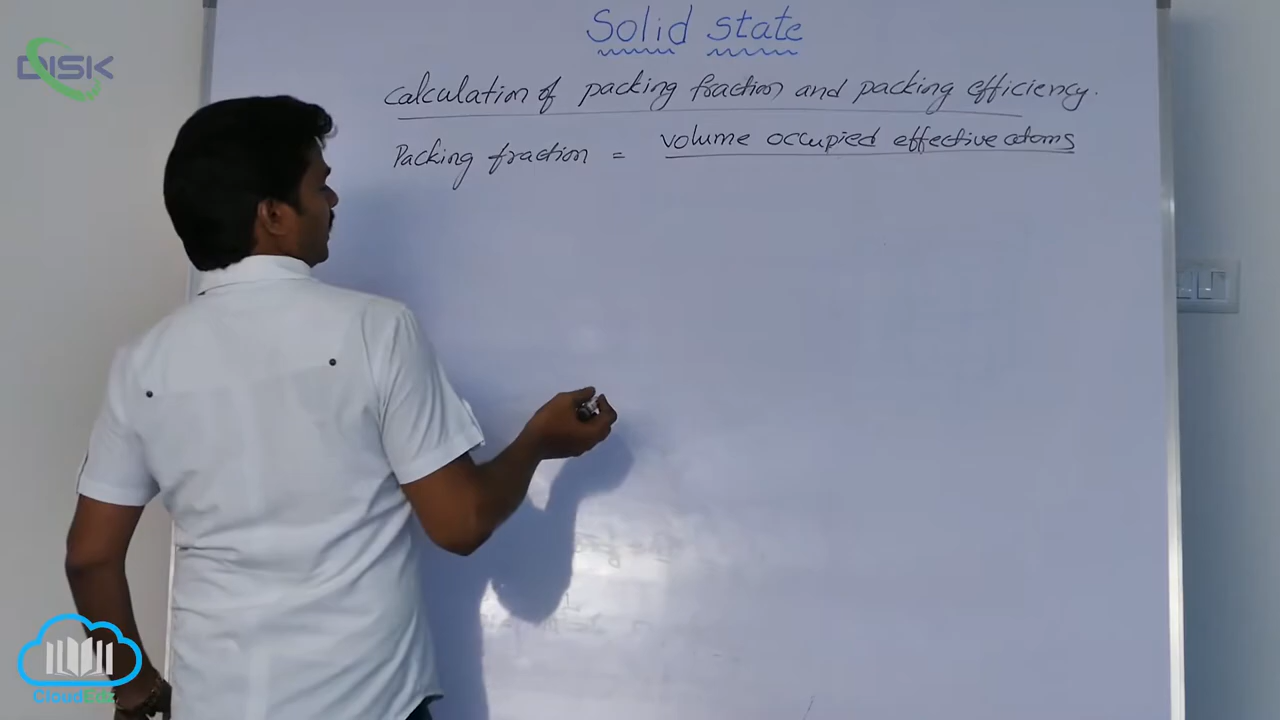 Solid state
DISK
calculation of packing fraction and packing efficiency.
Packing fraction = volume occupied effective atoms
CloudEdz